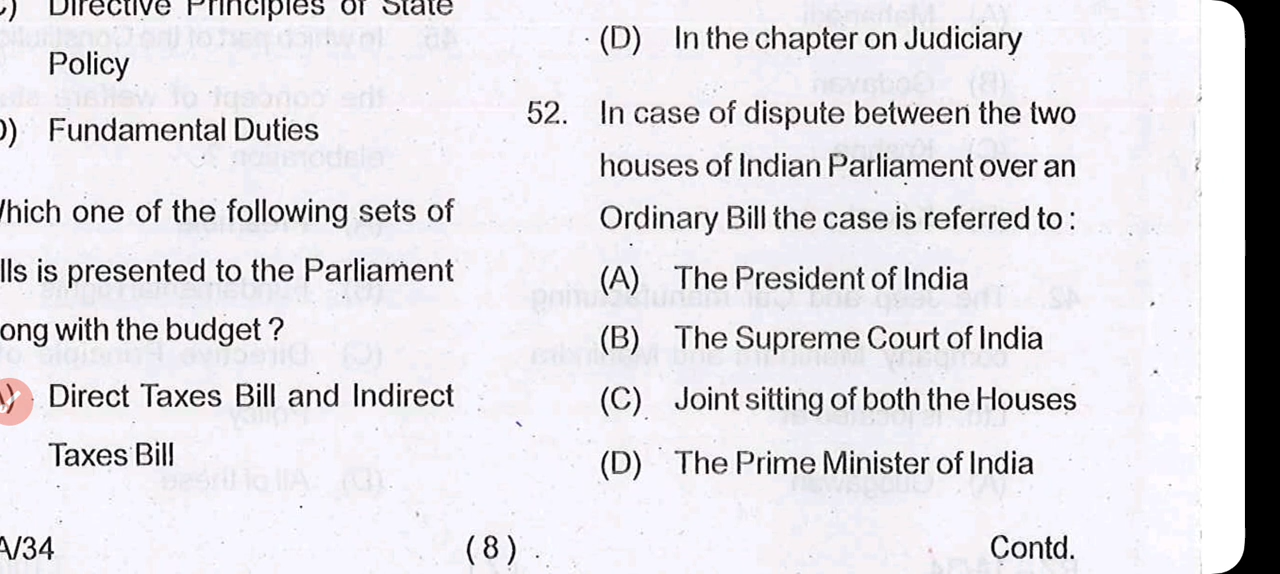 Directive Principles of State
Policy
Fundamental Duties
one of the following sets of
is presented to the Parliament
with the budget ?
Direct Taxes Bill and Indirect
Taxes Bill
A/34
(D) In the chapter on Judiciary
52. In case of dispute between the two
houses of Indian Parliament over an
Ordinary Bill the case is referred to :
(A) The President of India
(B) The Supreme Court of India
(C) Joint sitting of both the Houses
(D) The Prime Minister of India
( 8 )
Contd.